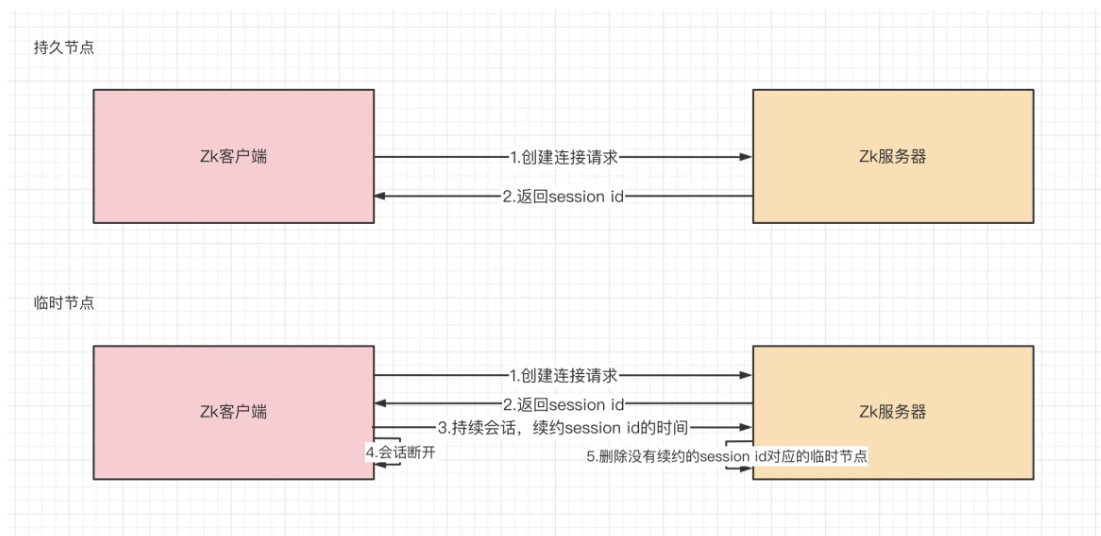 持久节点
Zk客户端
1.创建连接请求
Zk服务器
2.返回session id
临时节点
1.创建连接请求
2.返回session id
Zk客户端
Zk服务器
3.持续会话，续约session id的时间
4.会话断开
5.删除没有续约的session id对应的临时节点